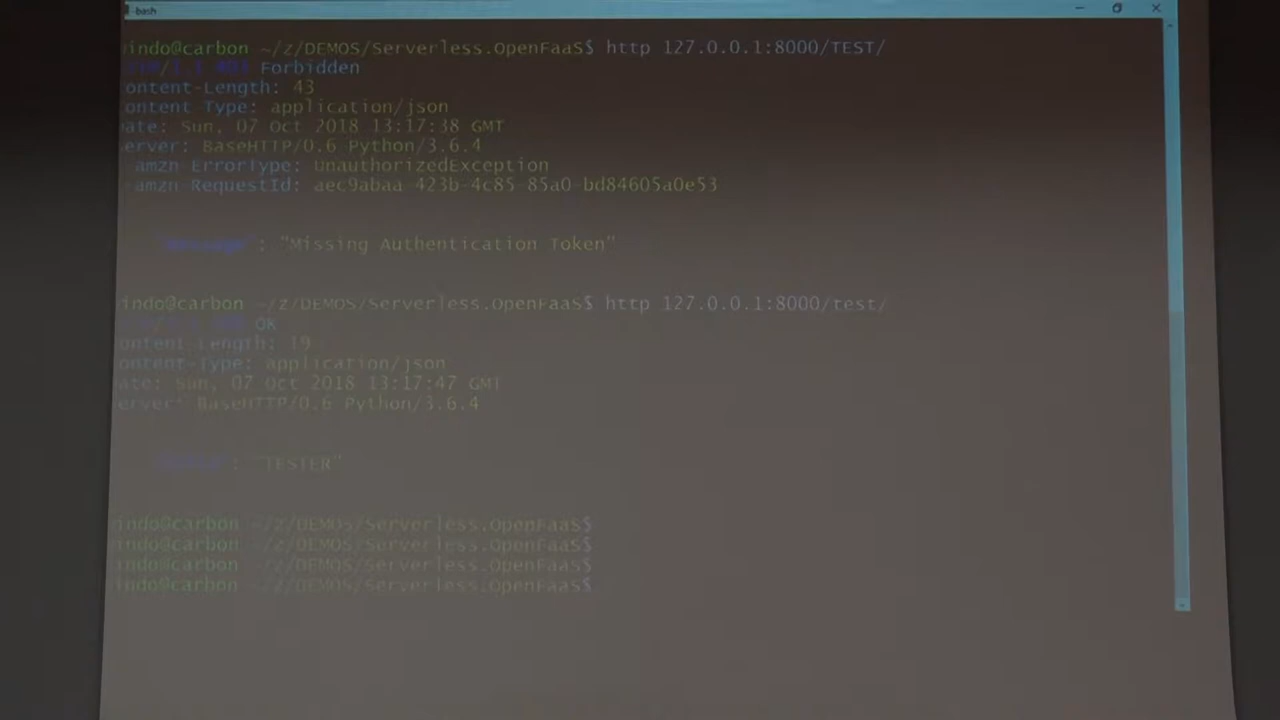 bash
indo@carbon ~/z/DEMOS/Serverless.OpenFaaS$ http 127.0.0.1:8000/TEST/
Forbidden
ontent-Length: 43
ontent-Type: application/json
ate: Sun, 07 Oct 2018 13:17:38 GMT
erver: BaseHTTP/0.6 Python/3.6.4
amzn-ErrorType: UnauthorizedException
amzn-RequestId: aec9abaa-423b-4c85-85a0-bd84605a0e53
"message": "Missing Authentication Token"
indo@carbon ~/z/DEMOS/Serverless.OpenFaaS$ http 127.0.0.1:8000/test/
OK
ontent-Length: 19
ontent-Type: application/json
ate: Sun, 07 Oct 2018 13:17:47 GMT
erver: BaseHTTP/0.6 Python/3.6.4
: "TESTER"
indo@carbon ~/z/DEMOS/Serverless.OpenFaaS$
indo@carbon ~/z/DEMOS/Serverless.OpenFaaS$
indo@carbon ~/z/DEMOS/Serverless.OpenFaaS$
indo@carbon ~/z/DEMOS/Serverless.OpenFaaS$